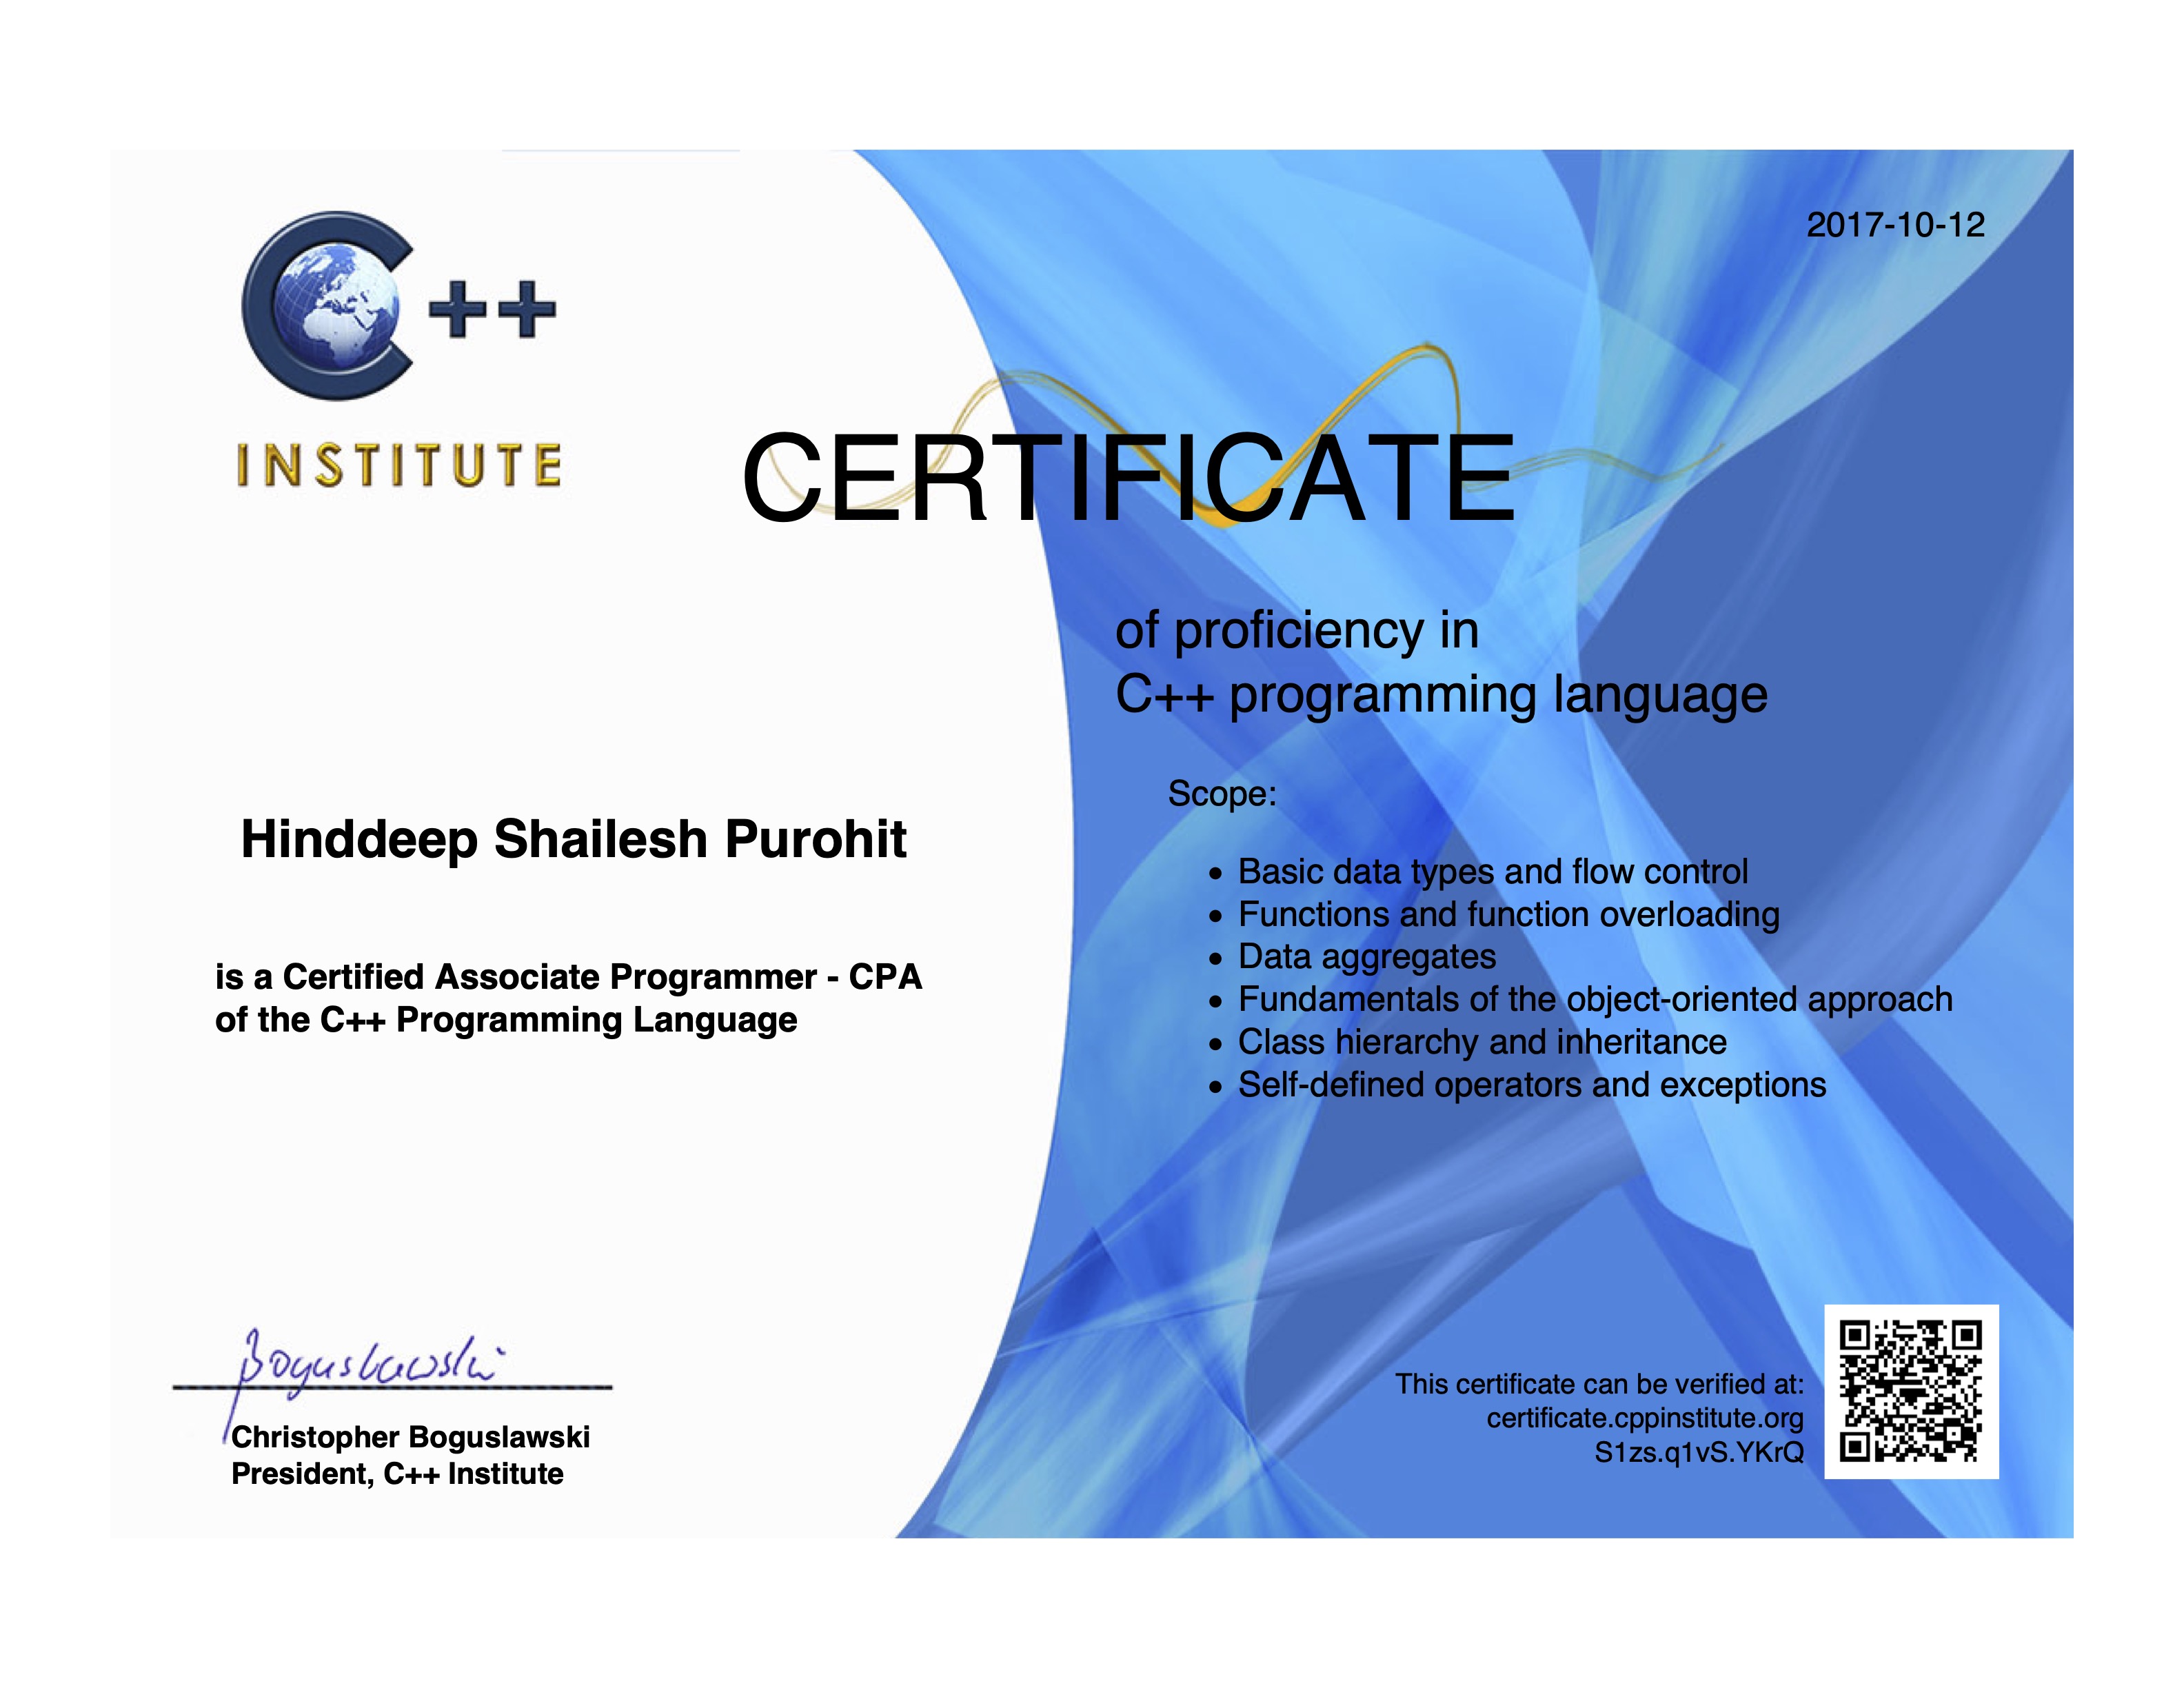 C++
INSTITUTE
2017-10-12
CERTIFICATE
of proficiency in
C++ programming language
Hinddeep Shailesh Purohit
is a Certified Associate Programmer - CPA
of the C++ Programming Language
Scope:
• Basic data types and flow control
• Functions and function overloading
• Data aggregates
• Fundamentals of the object-oriented approach
• Class hierarchy and inheritance
• Self-defined operators and exceptions
Boguslawski
Christopher Boguslawski
President, C++ Institute
This certificate can be verified at:
certificate.cppinstitute.org
S1zs.q1vS.YKrQ